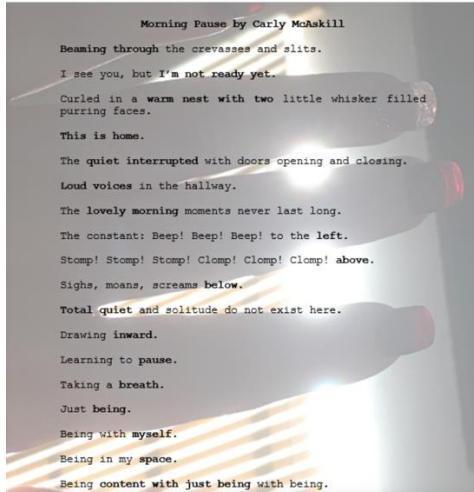 Morning Pause by Carly McAskill
Beaming through the crevasses and slits.
I see you, but I'm not ready yet.
Curled in a warm nest with two little whisker filled
purring faces.
This is home.
The quiet interrupted with doors opening and closing.
Loud voices in the hallway.
The lovely morning moments never last long.
The constant: Beep! Beep! Beep! to the left.
Stomp! Stomp! Stomp! Clomp! Clomp! Clomp! above.
Sighs, moans, screams below.
Total quiet and solitude do not exist here.
Drawing inward.
Learning to pause.
Taking a breath.
Just being.
Being with myself.
Being in my space.
Being content with just being with being.